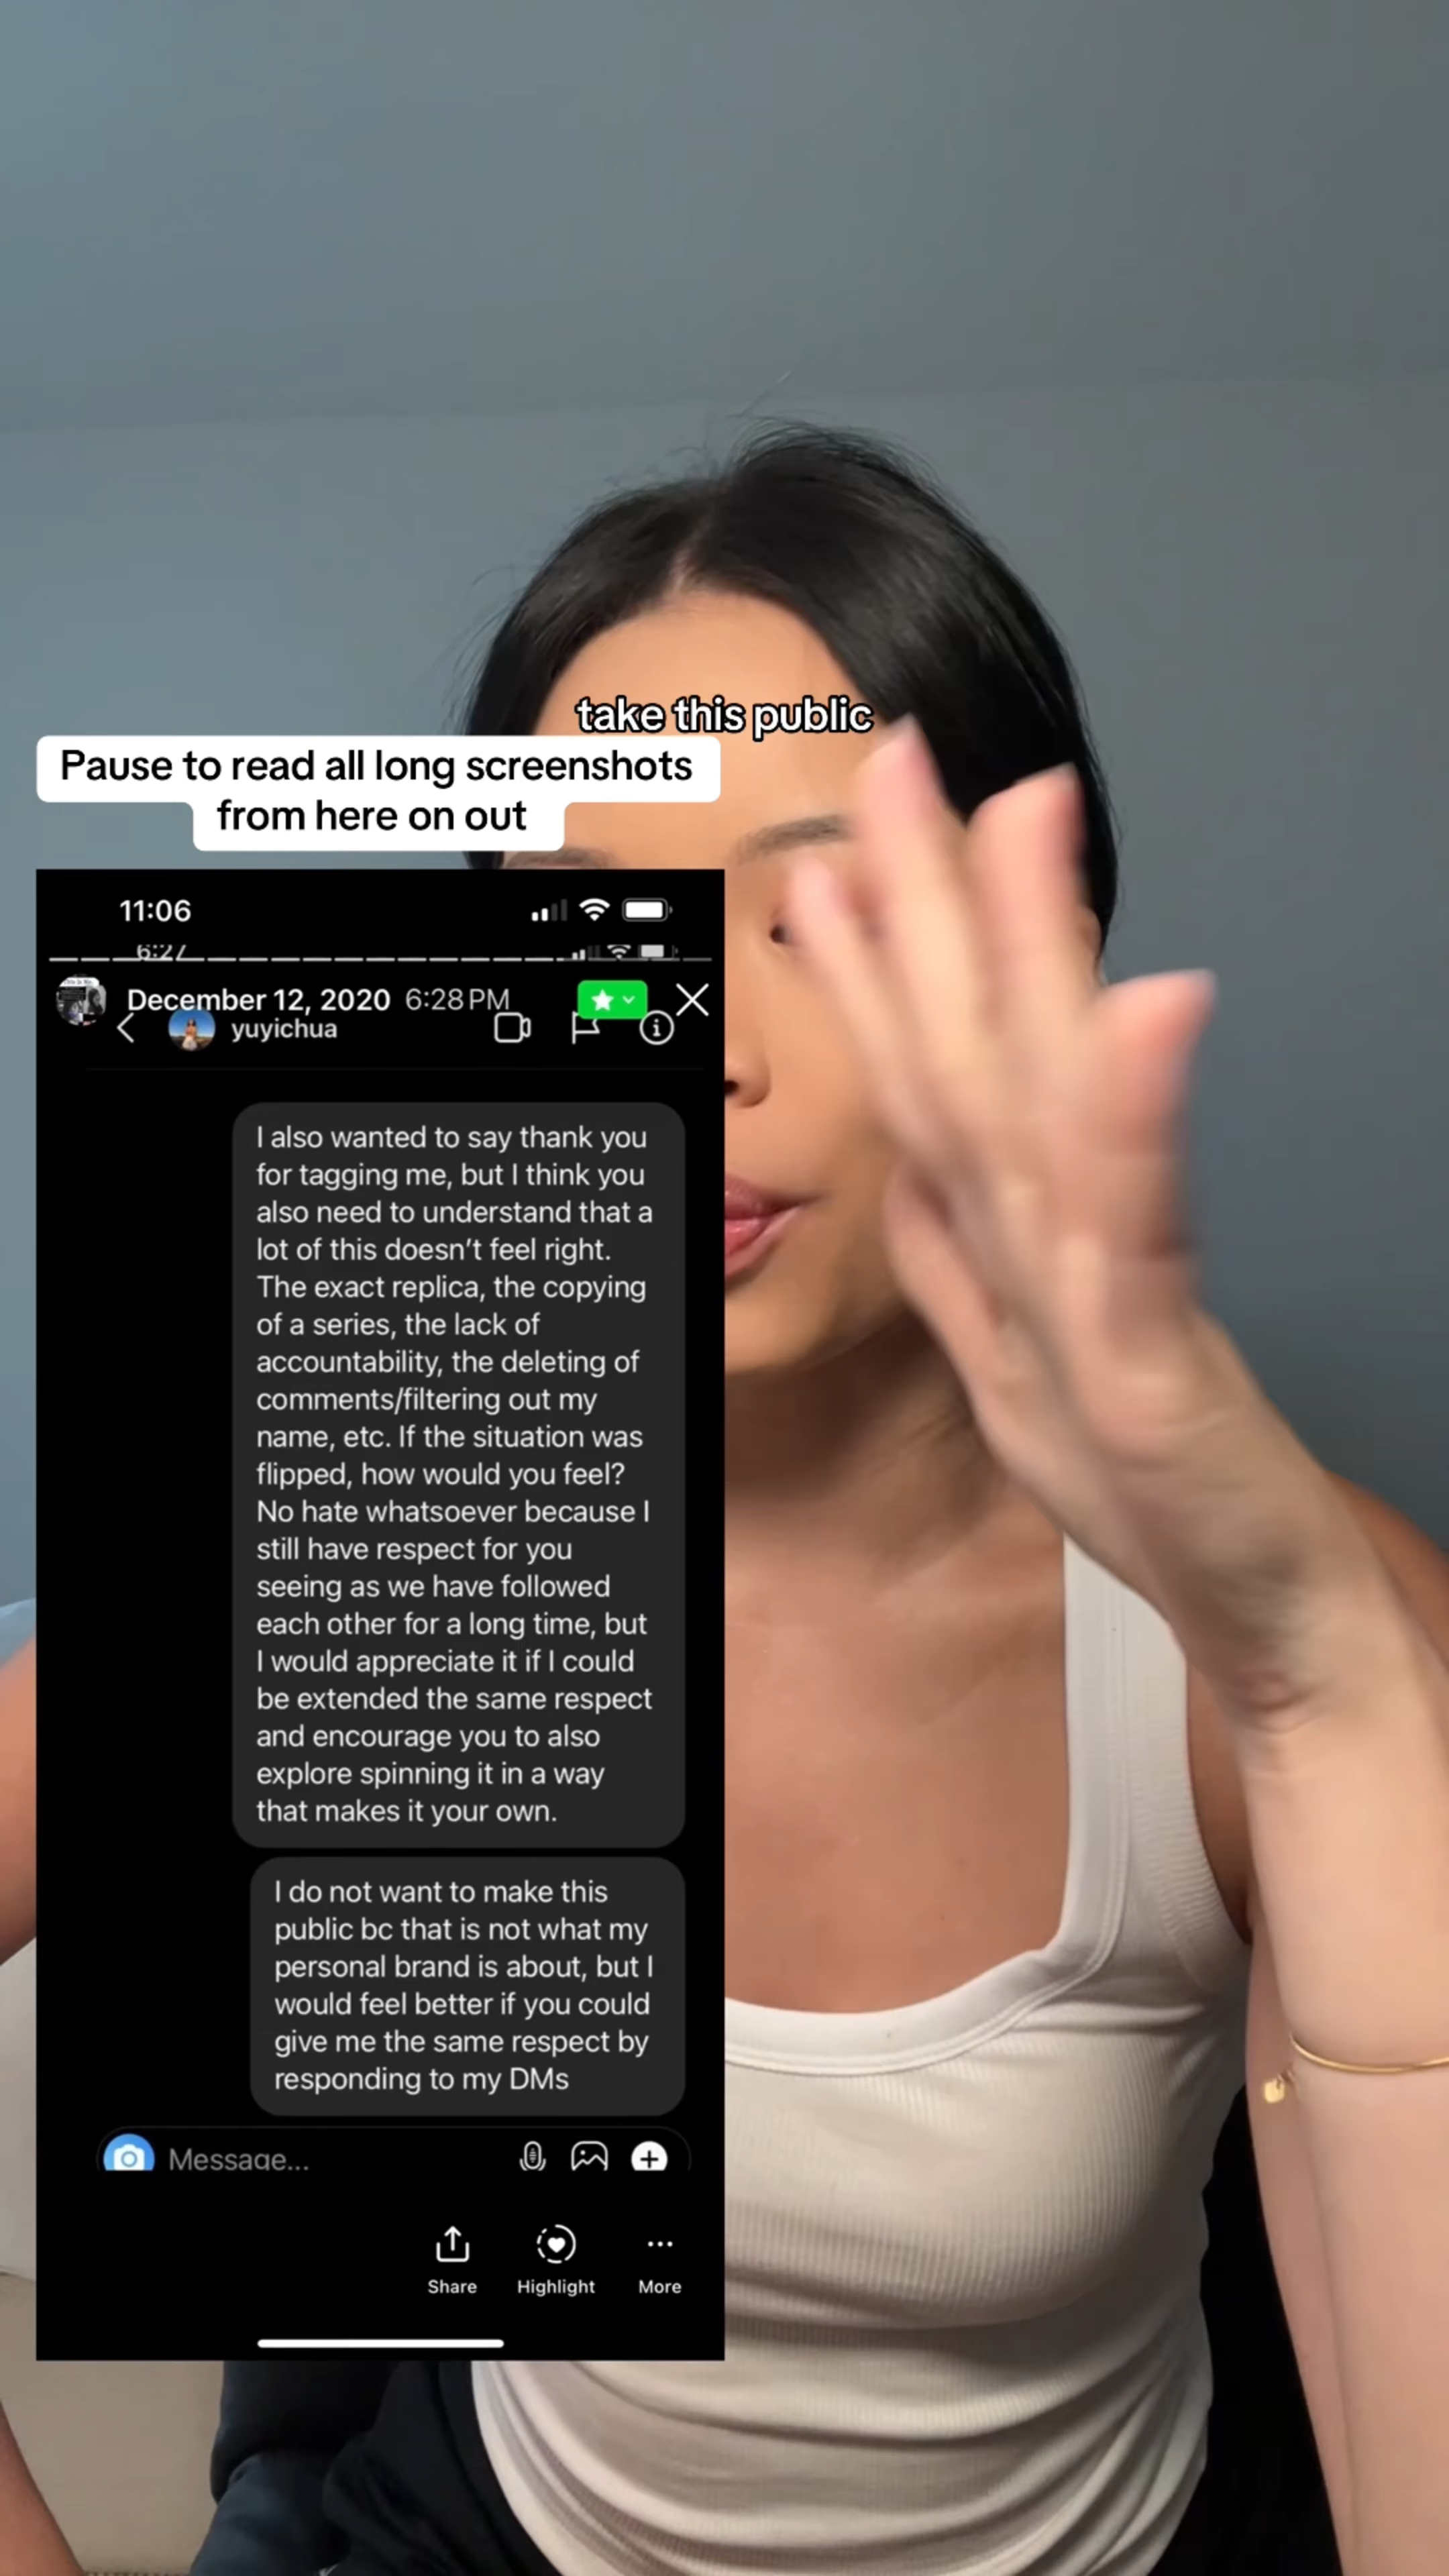 take this public
Pause to read all long screenshots
from here on out
11:06
6:27
December 12, 2020 6:28 PM
yuyichua
I also wanted to say thank you
for tagging me, but I think you
also need to understand that a
lot of this doesn’t feel right.
The exact replica, the copying
of a series, the lack of
accountability, the deleting of
comments/filtering out my
name, etc. If the situation was
flipped, how would you feel?
No hate whatsoever because I
still have respect for you
seeing as we have followed
each other for a long time, but
I would appreciate it if I could
be extended the same respect
and encourage you to also
explore spinning it in a way
that makes it your own.
I do not want to make this
public bc that is not what my
personal brand is about, but I
would feel better if you could
give me the same respect by
responding to my DMs
Message...
Share Highlight More